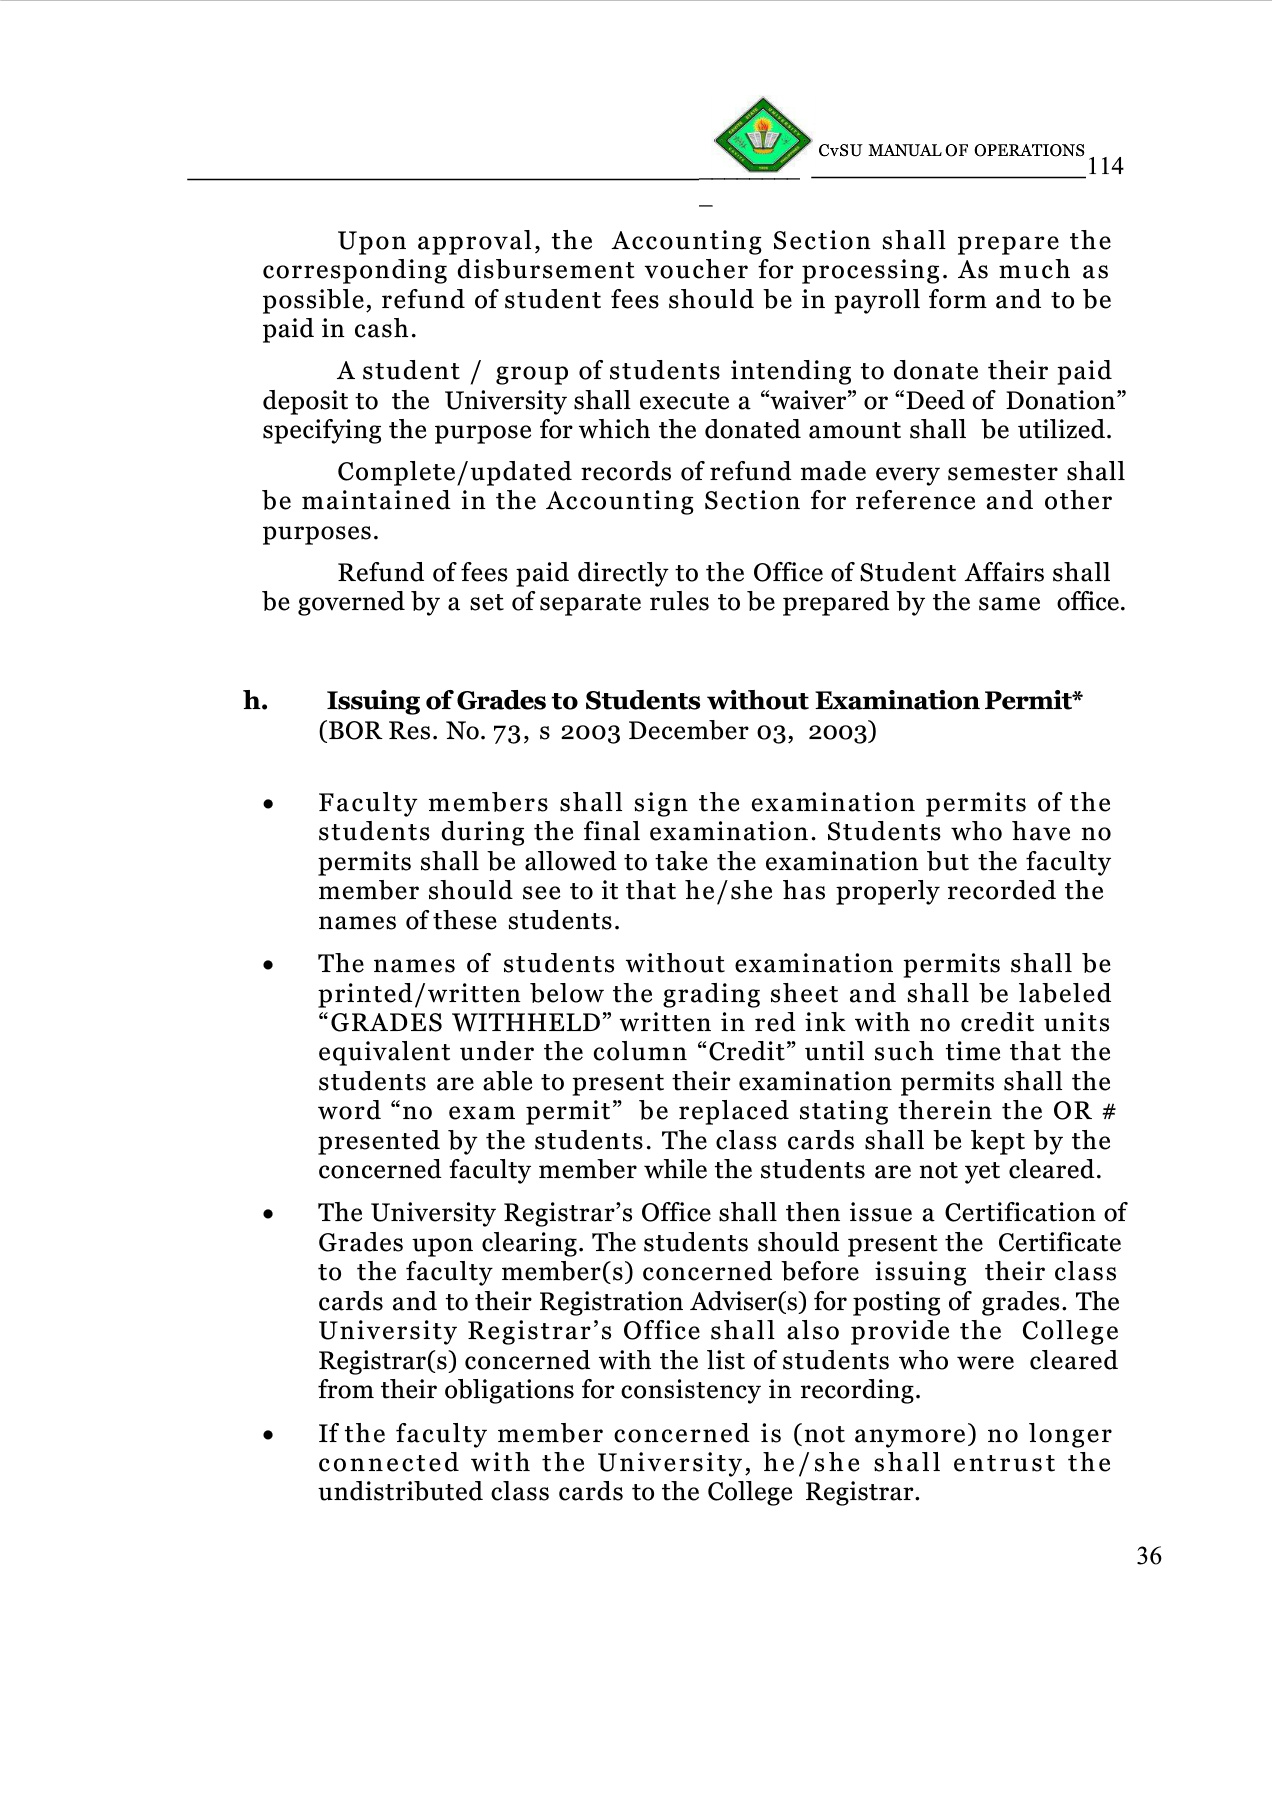 CvSU MANUAL OF OPERATIONS
114
Upon approval, the Accounting Section shall prepare the
corresponding disbursement voucher for processing. As much as
possible, refund of student fees should be in payroll form and to be
paid in cash.
A student / group of students intending to donate their paid
deposit to the University shall execute a “waiver” or “Deed of Donation”
specifying the purpose for which the donated amount shall be utilized.
Complete/updated records of refund made every semester shall
be maintained in the Accounting Section for reference and other
purposes.
Refund of fees paid directly to the Office of Student Affairs shall
be governed by a set of separate rules to be prepared by the same office.
h. Issuing of Grades to Students without Examination Permit*
(BOR Res. No. 73, s 2003 December 03, 2003)
• Faculty members shall sign the examination permits of the
students during the final examination. Students who have no
permits shall be allowed to take the examination but the faculty
member should see to it that he/she has properly recorded the
names of these students.
• The names of students without examination permits shall be
printed/written below the grading sheet and shall be labeled
“GRADES WITHHELD” written in red ink with no credit units
equivalent under the column “Credit” until such time that the
students are able to present their examination permits shall the
word “no exam permit” be replaced stating therein the OR #
presented by the students. The class cards shall be kept by the
concerned faculty member while the students are not yet cleared.
• The University Registrar’s Office shall then issue a Certification of
Grades upon clearing. The students should present the Certificate
to the faculty member(s) concerned before issuing their class
cards and to their Registration Adviser(s) for posting of grades. The
University Registrar’s Office shall also provide the College
Registrar(s) concerned with the list of students who were cleared
from their obligations for consistency in recording.
• If the faculty member concerned is (not anymore) no longer
connected with the University, he/she shall entrust the
undistributed class cards to the College Registrar.
36